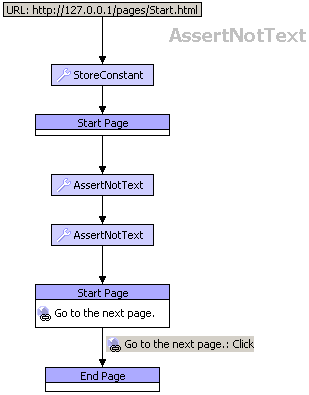 URL: http://127.0.0.1/pages/Start.html
AssertNotText
StoreConstant
Start Page
AssertNotText
AssertNotText
Start Page
Go to the next page.
Go to the next page.: Click
End Page